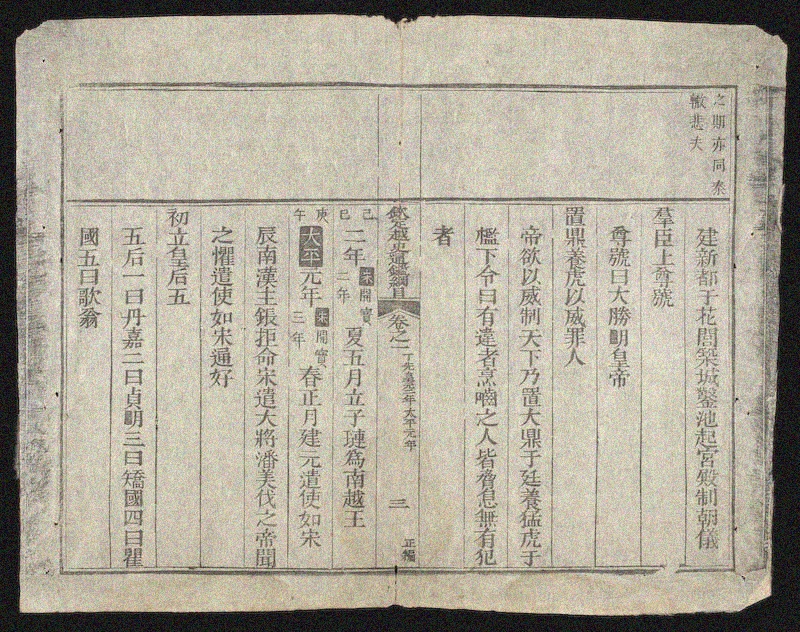 之期亦同秦
轍悲夫
建新都于花閭築城鑿池起宮殿制朝儀
羣臣上尊號
尊號曰大勝明皇帝
置鼎養虎以威罪人
帝欲以威制天下乃置大鼎于廷養猛虎于
檻下令曰有違者烹啗之人皆脅息無有犯
者
欽定越史通鑑綱目 卷之一 丁先皇二年太平元年 三 正編
己巳 二年 宋開寶二年 夏五月立子璉爲南越王
庚午 太平元年 宋開寶三年 春正月建元遣使如宋
辰南漢主鋹拒命宋遣大將潘美伐之帝聞
之懼遣使如宋通好
初立皇后五
五后一曰丹嘉二曰貞明三曰矯國四曰瞿
國五曰歌翁